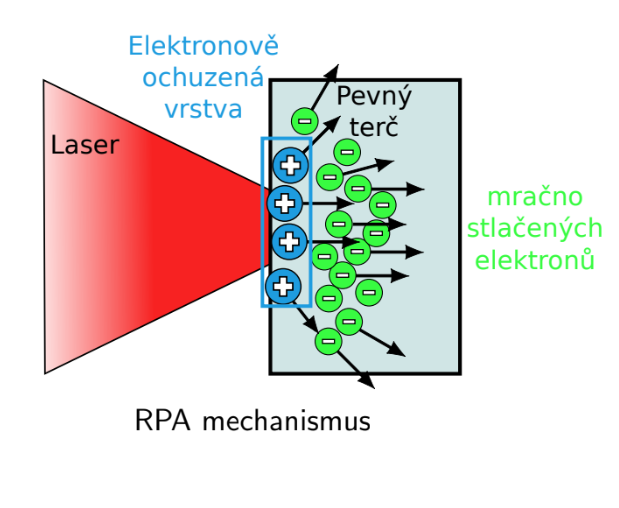 Elektronově
ochuzená
vrstva
Laser
Pevný
terč
mračno
stlačených
elektronů
RPA mechanismus